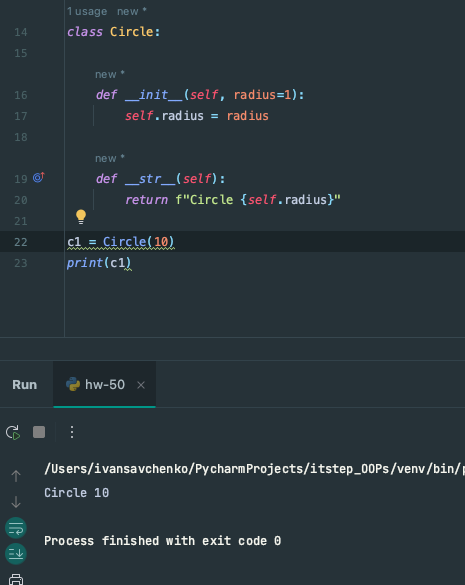 1 usage new *
14 class Circle:
15
new *
16 def __init__(self, radius=1):
17 self.radius = radius
18
new *
19 def __str__(self):
20 return f"Circle {self.radius}"
21
22 c1 = Circle(10)
23 print(c1)
Run hw-50
/Users/ivansavchenko/PycharmProjects/itstep_OOPs/venv/bin/
Circle 10
Process finished with exit code 0